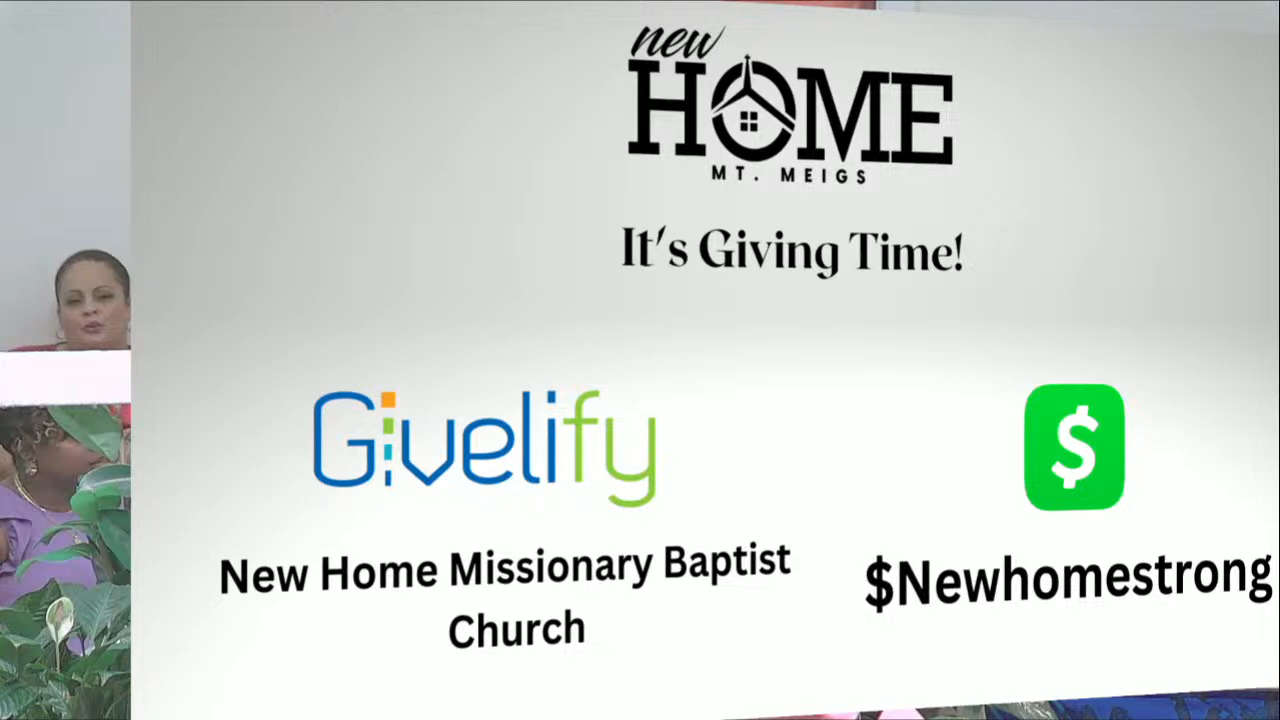 new
HOME
MT. MEIGS
It's Giving Time!
Givelify
$
New Home Missionary Baptist
Church
$Newhomestrong